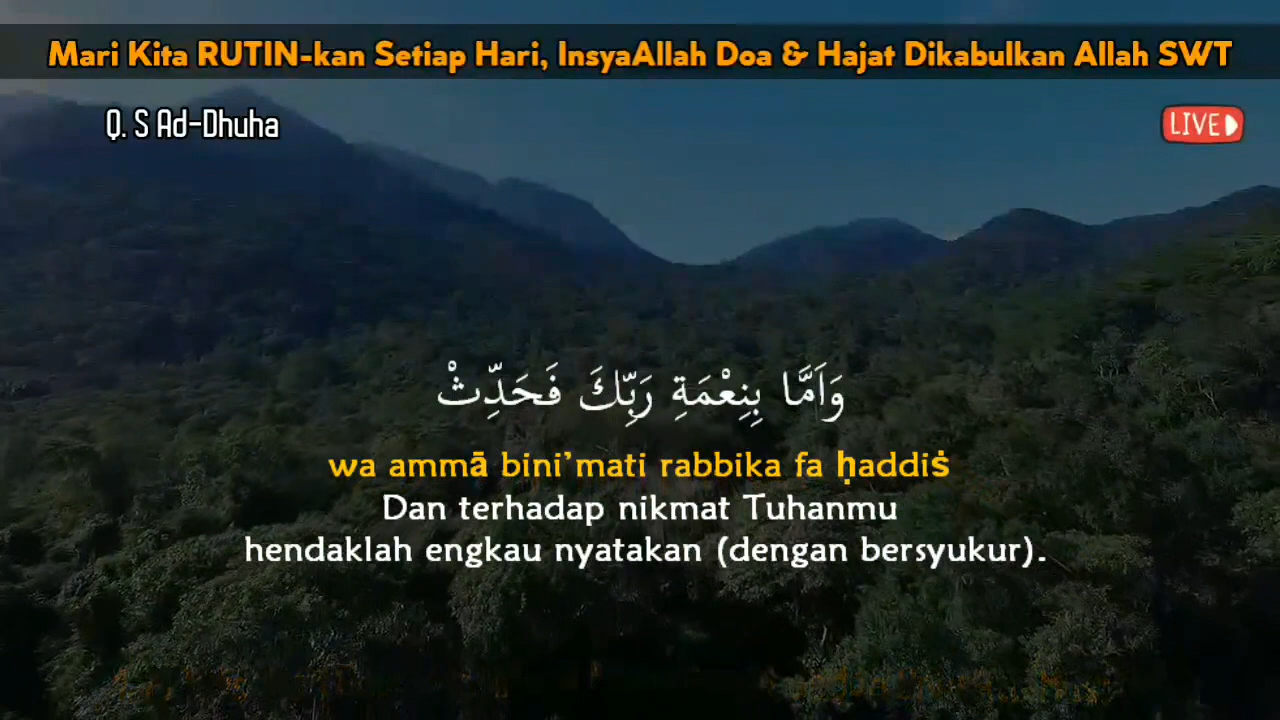 Mari Kita RUTIN-kan Setiap Hari, InsyaAllah Doa & Hajat Dikabulkan Allah SWT
Q. S Ad-Dhuha
LIVE
وَاَمَّا بِنِعْمَةِ رَبِّكَ فَحَدِّثْ
wa ammā bini’mati rabbika fa ḥaddiṡ
Dan terhadap nikmat Tuhanmu
hendaklah engkau nyatakan (dengan bersyukur).